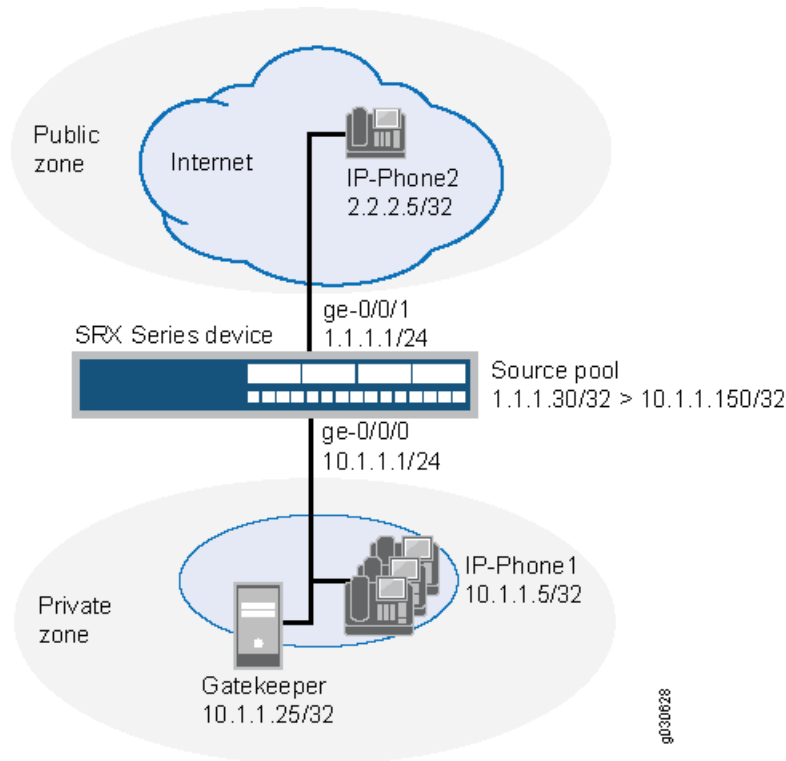 Public
zone
Internet
IP-Phone2
2.2.2.5/32
ge-0/0/1
1.1.1.1/24
SRX Series device
Source pool
1.1.1.30/32 > 10.1.1.150/32
ge-0/0/0
10.1.1.1/24
IP-Phone1
10.1.1.5/32
Private
zone
Gatekeeper
10.1.1.25/32
g030628